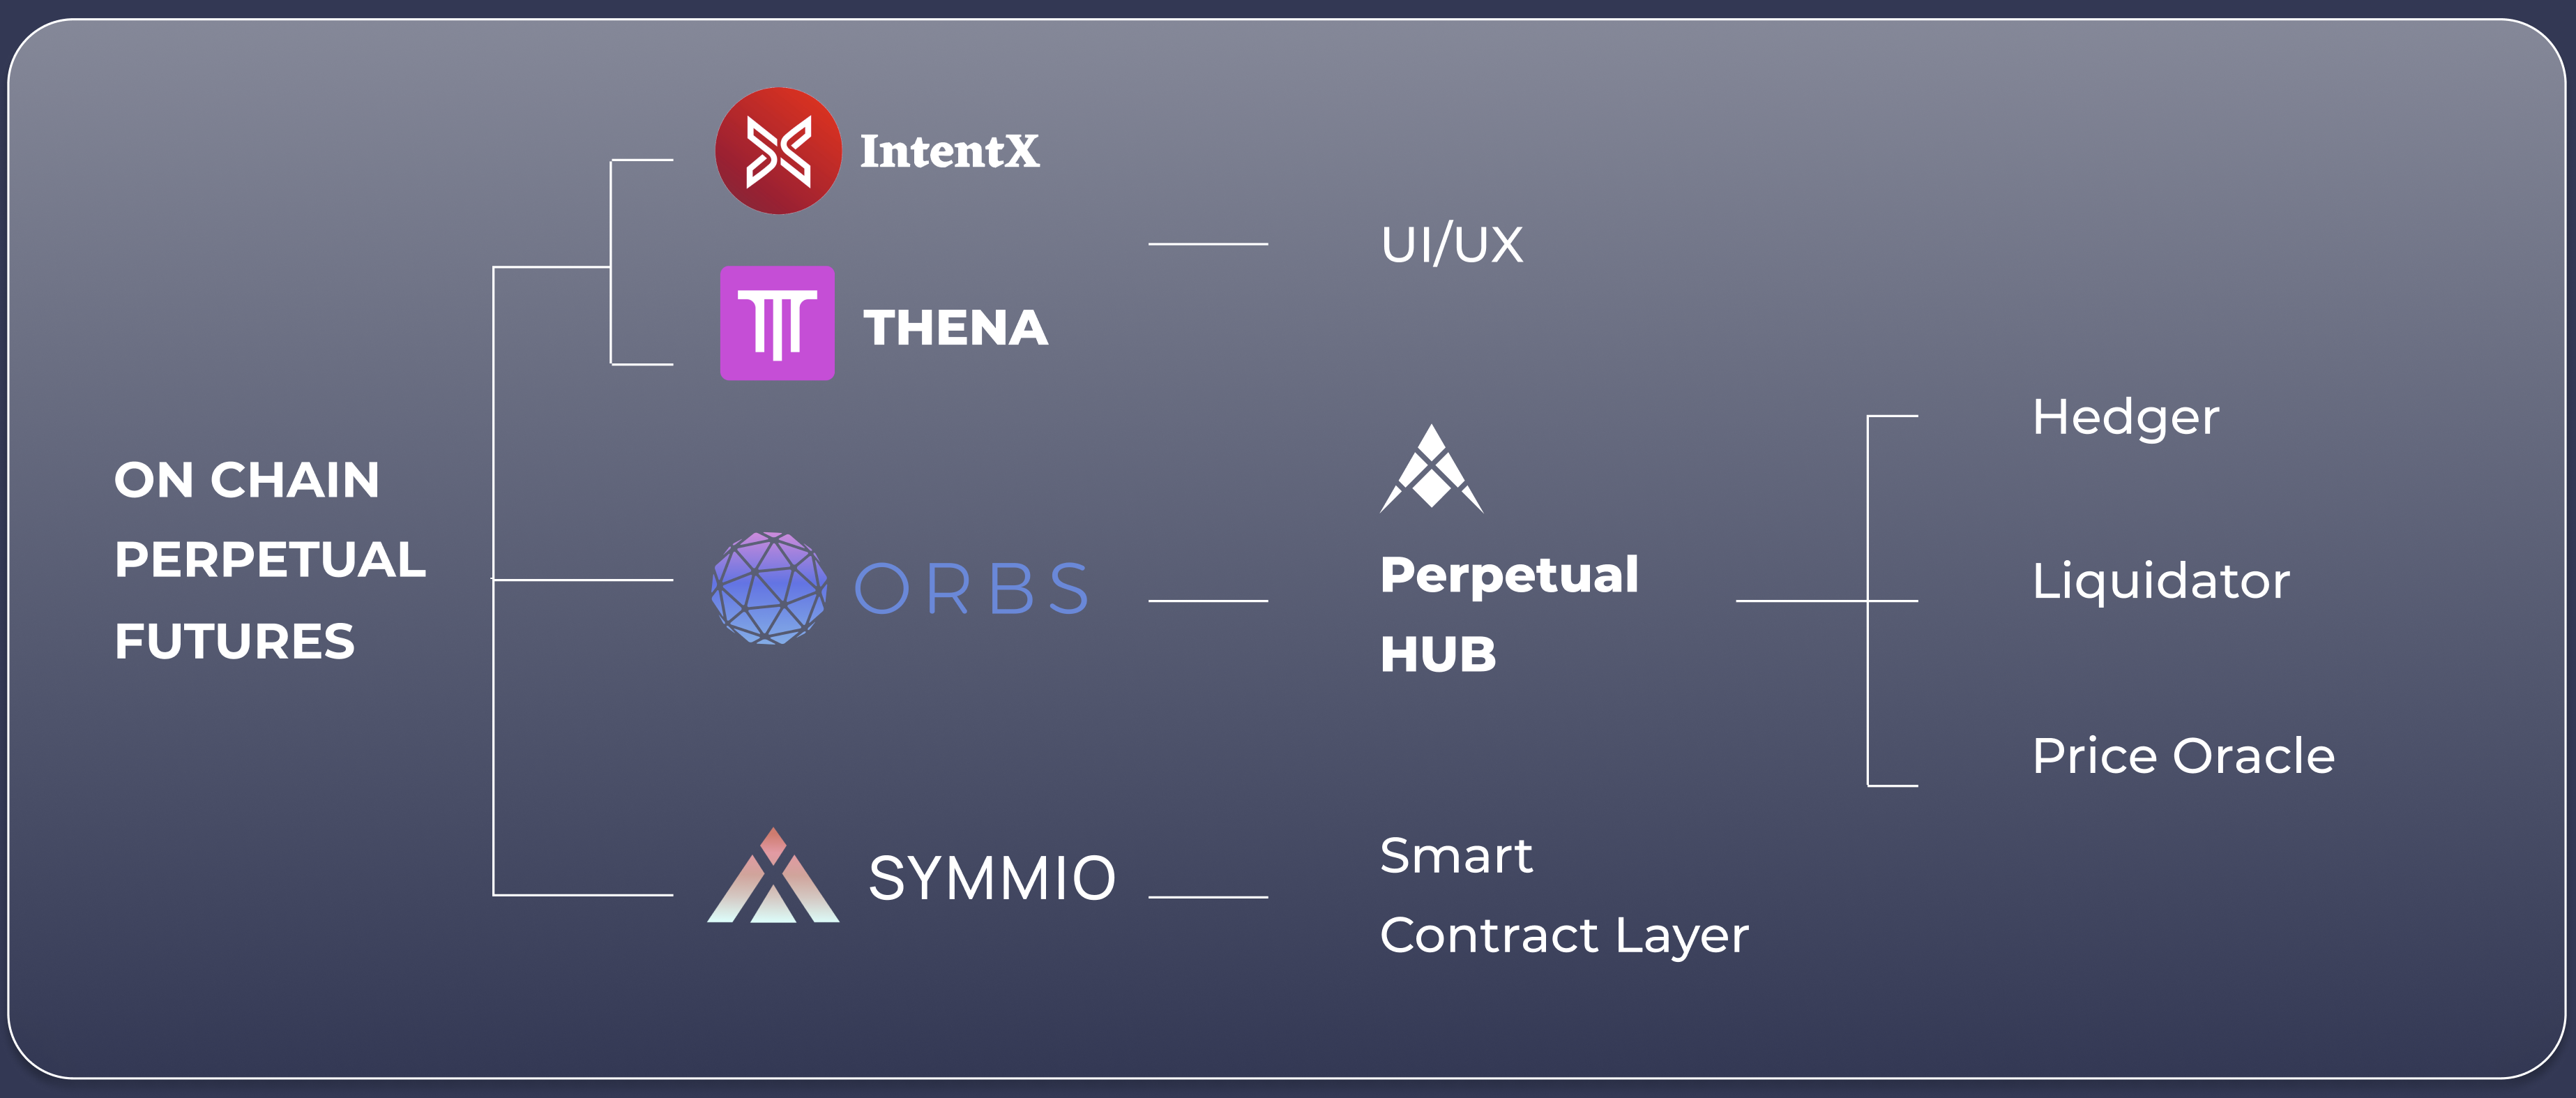 ON CHAIN
PERPETUAL
FUTURES
IntentX
THENA
UI/UX
ORBS
Perpetual
HUB
Hedger
Liquidator
Price Oracle
SYMMIO
Smart
Contract Layer